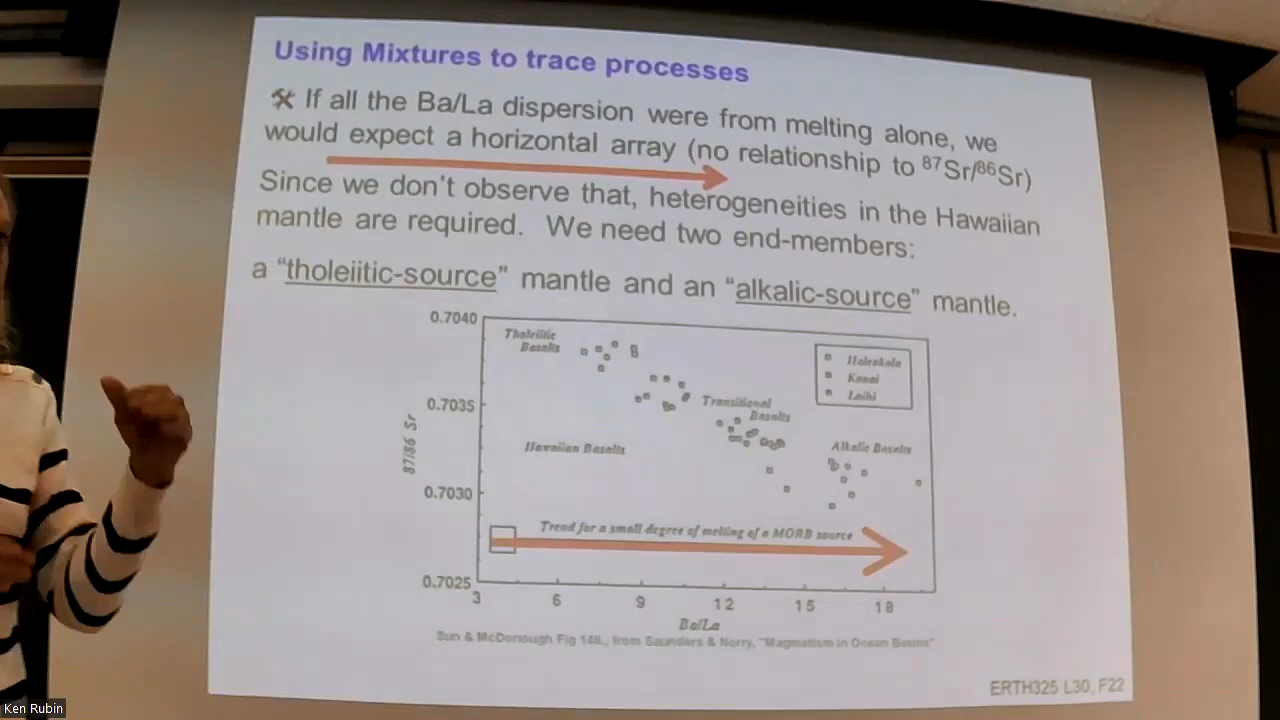 Using Mixtures to trace processes
If all the Ba/La dispersion were from melting alone, we
would expect a horizontal array (no relationship to ⁸⁷Sr/⁸⁶Sr)
Since we don't observe that, heterogeneities in the Hawaiian
mantle are required. We need two end-members:
a "tholeiitic-source" mantle and an "alkalic-source" mantle.
0.7040
Tholeiitic
Basalts
Haleakala
Kauai
Loihi
0.7035
Transitional
Basalts
87/86 Sr
Hawaiian Basalts
Alkalic Basalts
0.7030
Trend for a small degree of melting of a MORB source
0.7025
3 6 9 12 15 18
Ba/La
Sun & McDonough Fig 14 from Saunders & Norry, "Magmatism in Ocean Basins"
ERTH325 L30, F22
Ken Rubin